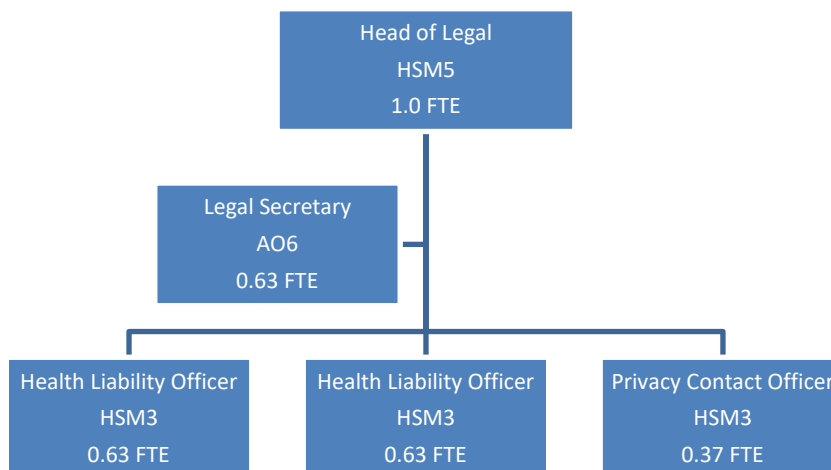 Head of Legal
HSM5
1.0 FTE
Legal Secretary
AO6
0.63 FTE
Health Liability Officer
HSM3
0.63 FTE
Health Liability Officer
HSM3
0.63 FTE
Privacy Contact Officer
HSM3
0.37 FTE